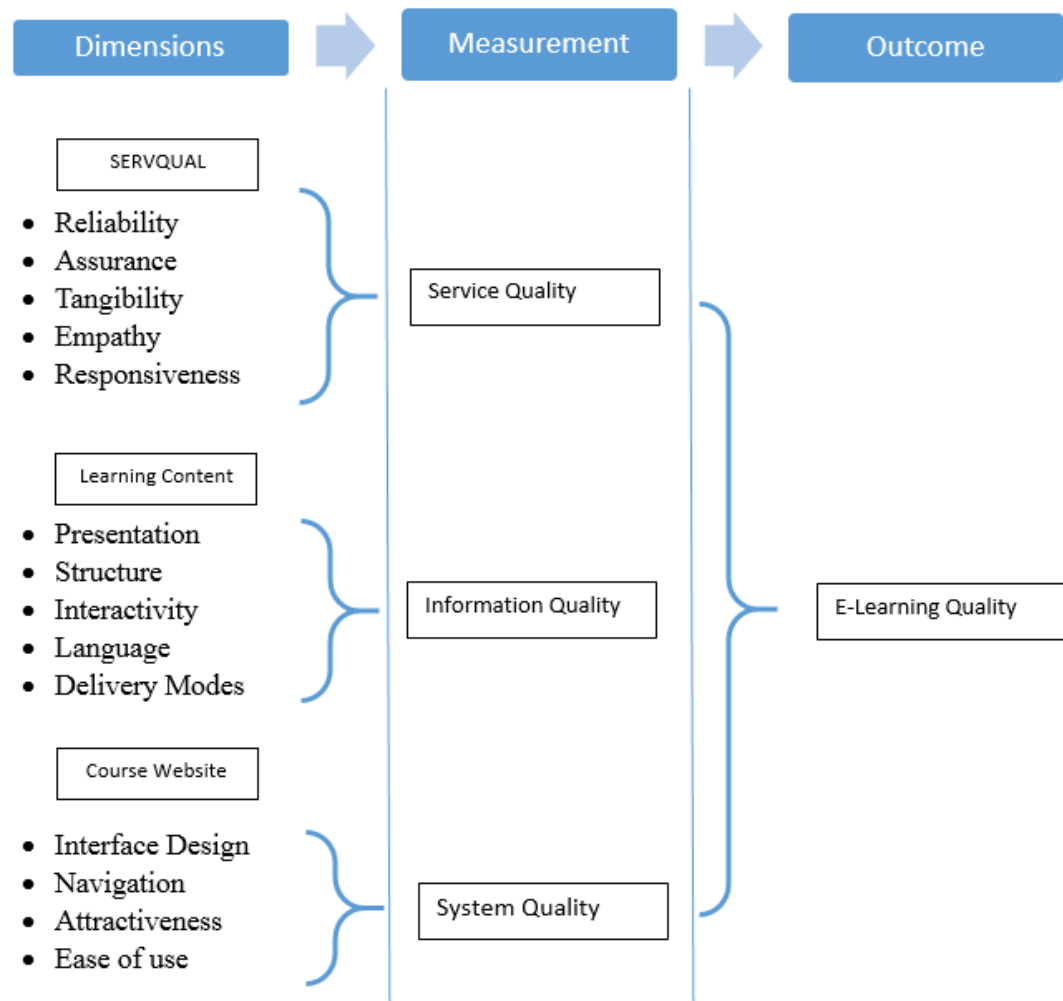 Dimensions
Measurement
Outcome
SERVQUAL
• Reliability
• Assurance
• Tangibility
• Empathy
• Responsiveness
Service Quality
Learning Content
• Presentation
• Structure
• Interactivity
• Language
• Delivery Modes
Information Quality
E-Learning Quality
Course Website
• Interface Design
• Navigation
• Attractiveness
• Ease of use
System Quality